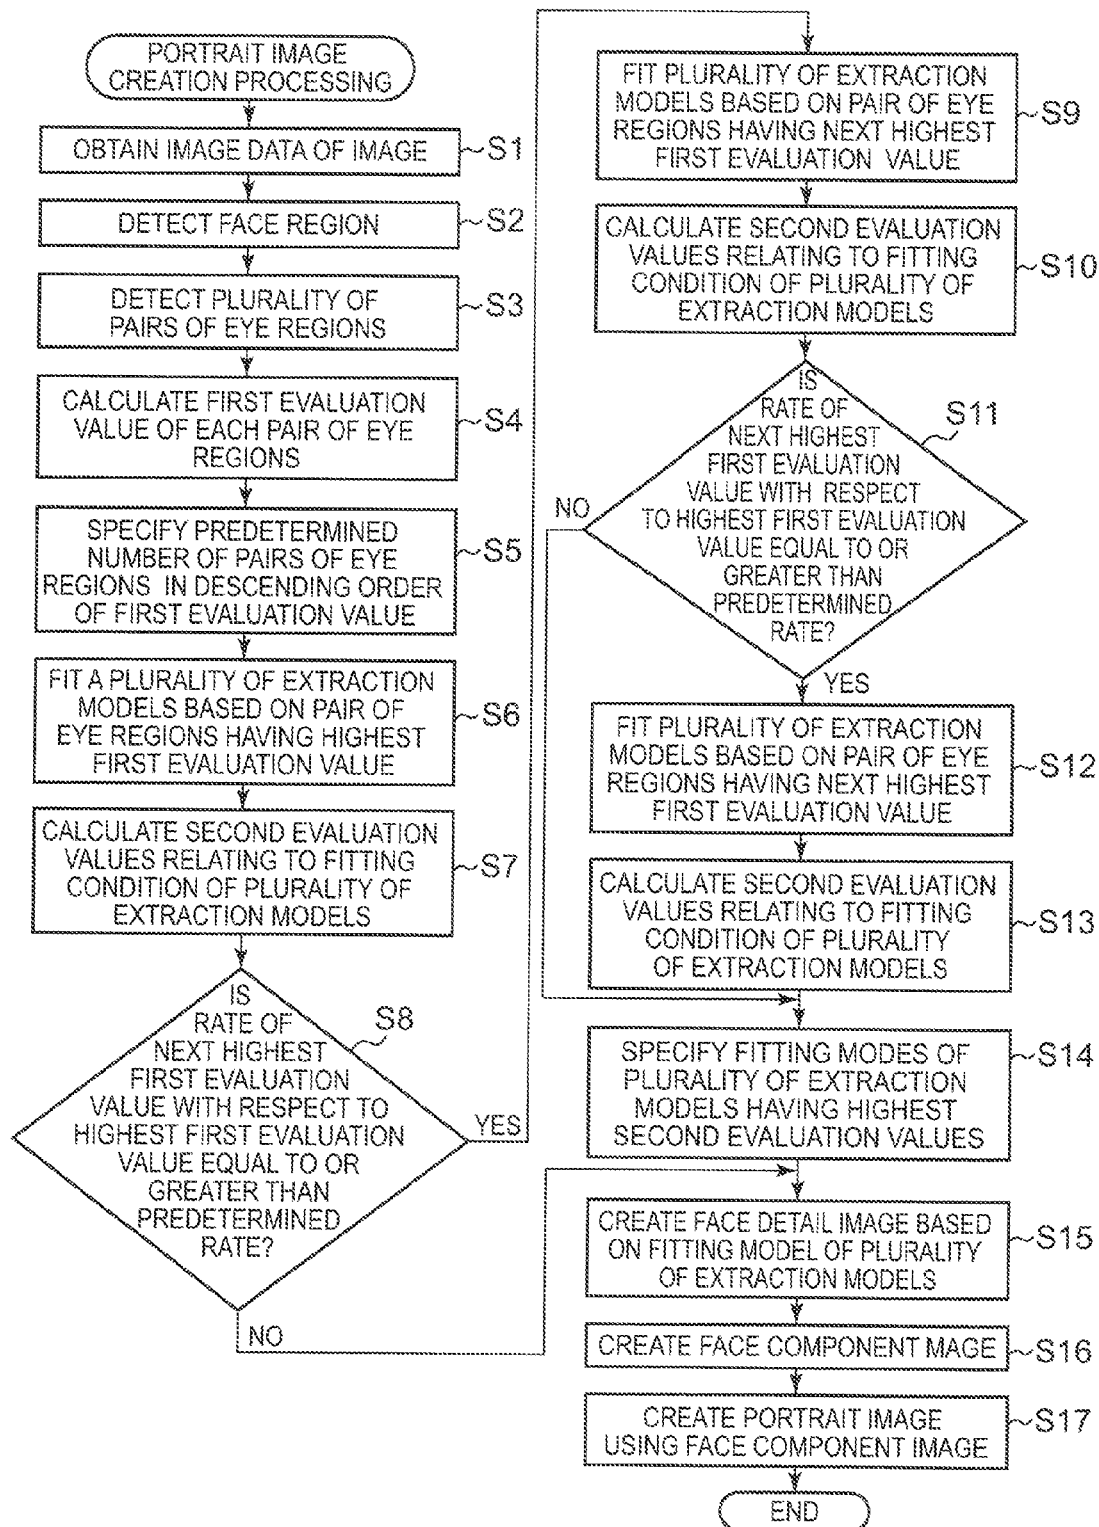 PORTRAIT IMAGE
CREATION PROCESSING
OBTAIN IMAGE DATA OF IMAGE
S1
DETECT FACE REGION
S2
DETECT PLURALITY OF
PAIRS OF EYE REGIONS
S3
CALCULATE FIRST EVALUATION
VALUE OF EACH PAIR OF EYE
REGIONS
S4
SPECIFY PREDETERMINED
NUMBER OF PAIRS OF EYE
REGIONS IN DESCENDING ORDER
OF FIRST EVALUATION VALUE
S5
FIT A PLURALITY OF EXTRACTION
MODELS BASED ON PAIR OF
EYE REGIONS HAVING HIGHEST
FIRST EVALUATION VALUE
S6
CALCULATE SECOND EVALUATION
VALUES RELATING TO FITTING
CONDITION OF PLURALITY OF
EXTRACTION MODELS
S7
IS
RATE OF
NEXT HIGHEST
FIRST EVALUATION
VALUE WITH RESPECT TO
HIGHEST FIRST EVALUATION
VALUE EQUAL TO OR
GREATER THAN
PREDETERMINED
RATE?
S8
YES
NO
FIT PLURALITY OF EXTRACTION
MODELS BASED ON PAIR OF EYE
REGIONS HAVING NEXT HIGHEST
FIRST EVALUATION VALUE
S9
CALCULATE SECOND EVALUATION
VALUES RELATING TO FITTING
CONDITION OF PLURALITY OF
EXTRACTION MODELS
S10
IS
RATE OF
NEXT HIGHEST
FIRST EVALUATION
VALUE WITH RESPECT
TO HIGHEST FIRST EVALUATION
VALUE EQUAL TO OR
GREATER THAN
PREDETERMINED
RATE?
S11
NO
YES
FIT PLURALITY OF EXTRACTION
MODELS BASED ON PAIR OF EYE
REGIONS HAVING NEXT HIGHEST
FIRST EVALUATION VALUE
S12
CALCULATE SECOND EVALUATION
VALUES RELATING TO FITTING
CONDITION OF PLURALITY
OF EXTRACTION MODELS
S13
SPECIFY FITTING MODES OF
PLURALITY OF EXTRACTION
MODELS HAVING HIGHEST
SECOND EVALUATION VALUES
S14
CREATE FACE DETAIL IMAGE BASED
ON FITTING MODEL OF PLURALITY
OF EXTRACTION MODELS
S15
CREATE FACE COMPONENT MAGE
S16
CREATE PORTRAIT IMAGE
USING FACE COMPONENT IMAGE
S17
END